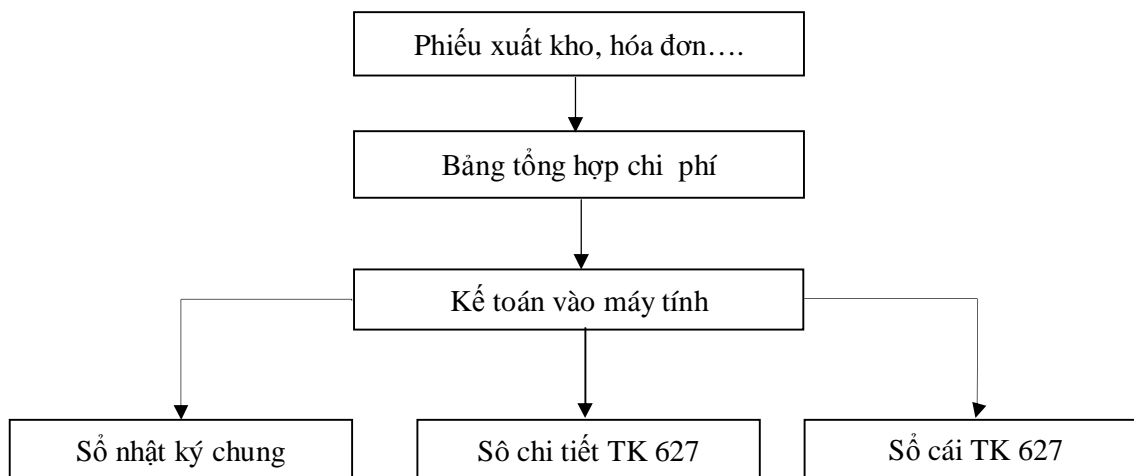 Phiếu xuất kho, hóa đơn….
Bảng tổng hợp chi phí
Kế toán vào máy tính
Sổ nhật ký chung
Sô chi tiết TK 627
Sổ cái TK 627